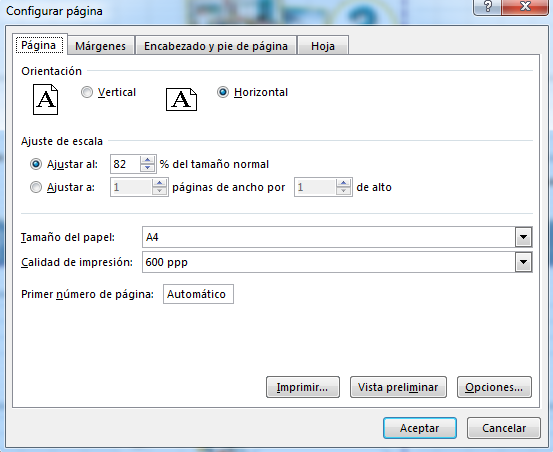 Configurar página
Página Márgenes Encabezado y pie de página Hoja
Orientación
A Vertical A Horizontal
Ajuste de escala
Ajustar al: 82 % del tamaño normal
Ajustar a: 1 páginas de ancho por 1 de alto
Tamaño del papel: A4
Calidad de impresión: 600 ppp
Primer número de página: Automático
Imprimir... Vista preliminar Opciones...
Aceptar Cancelar